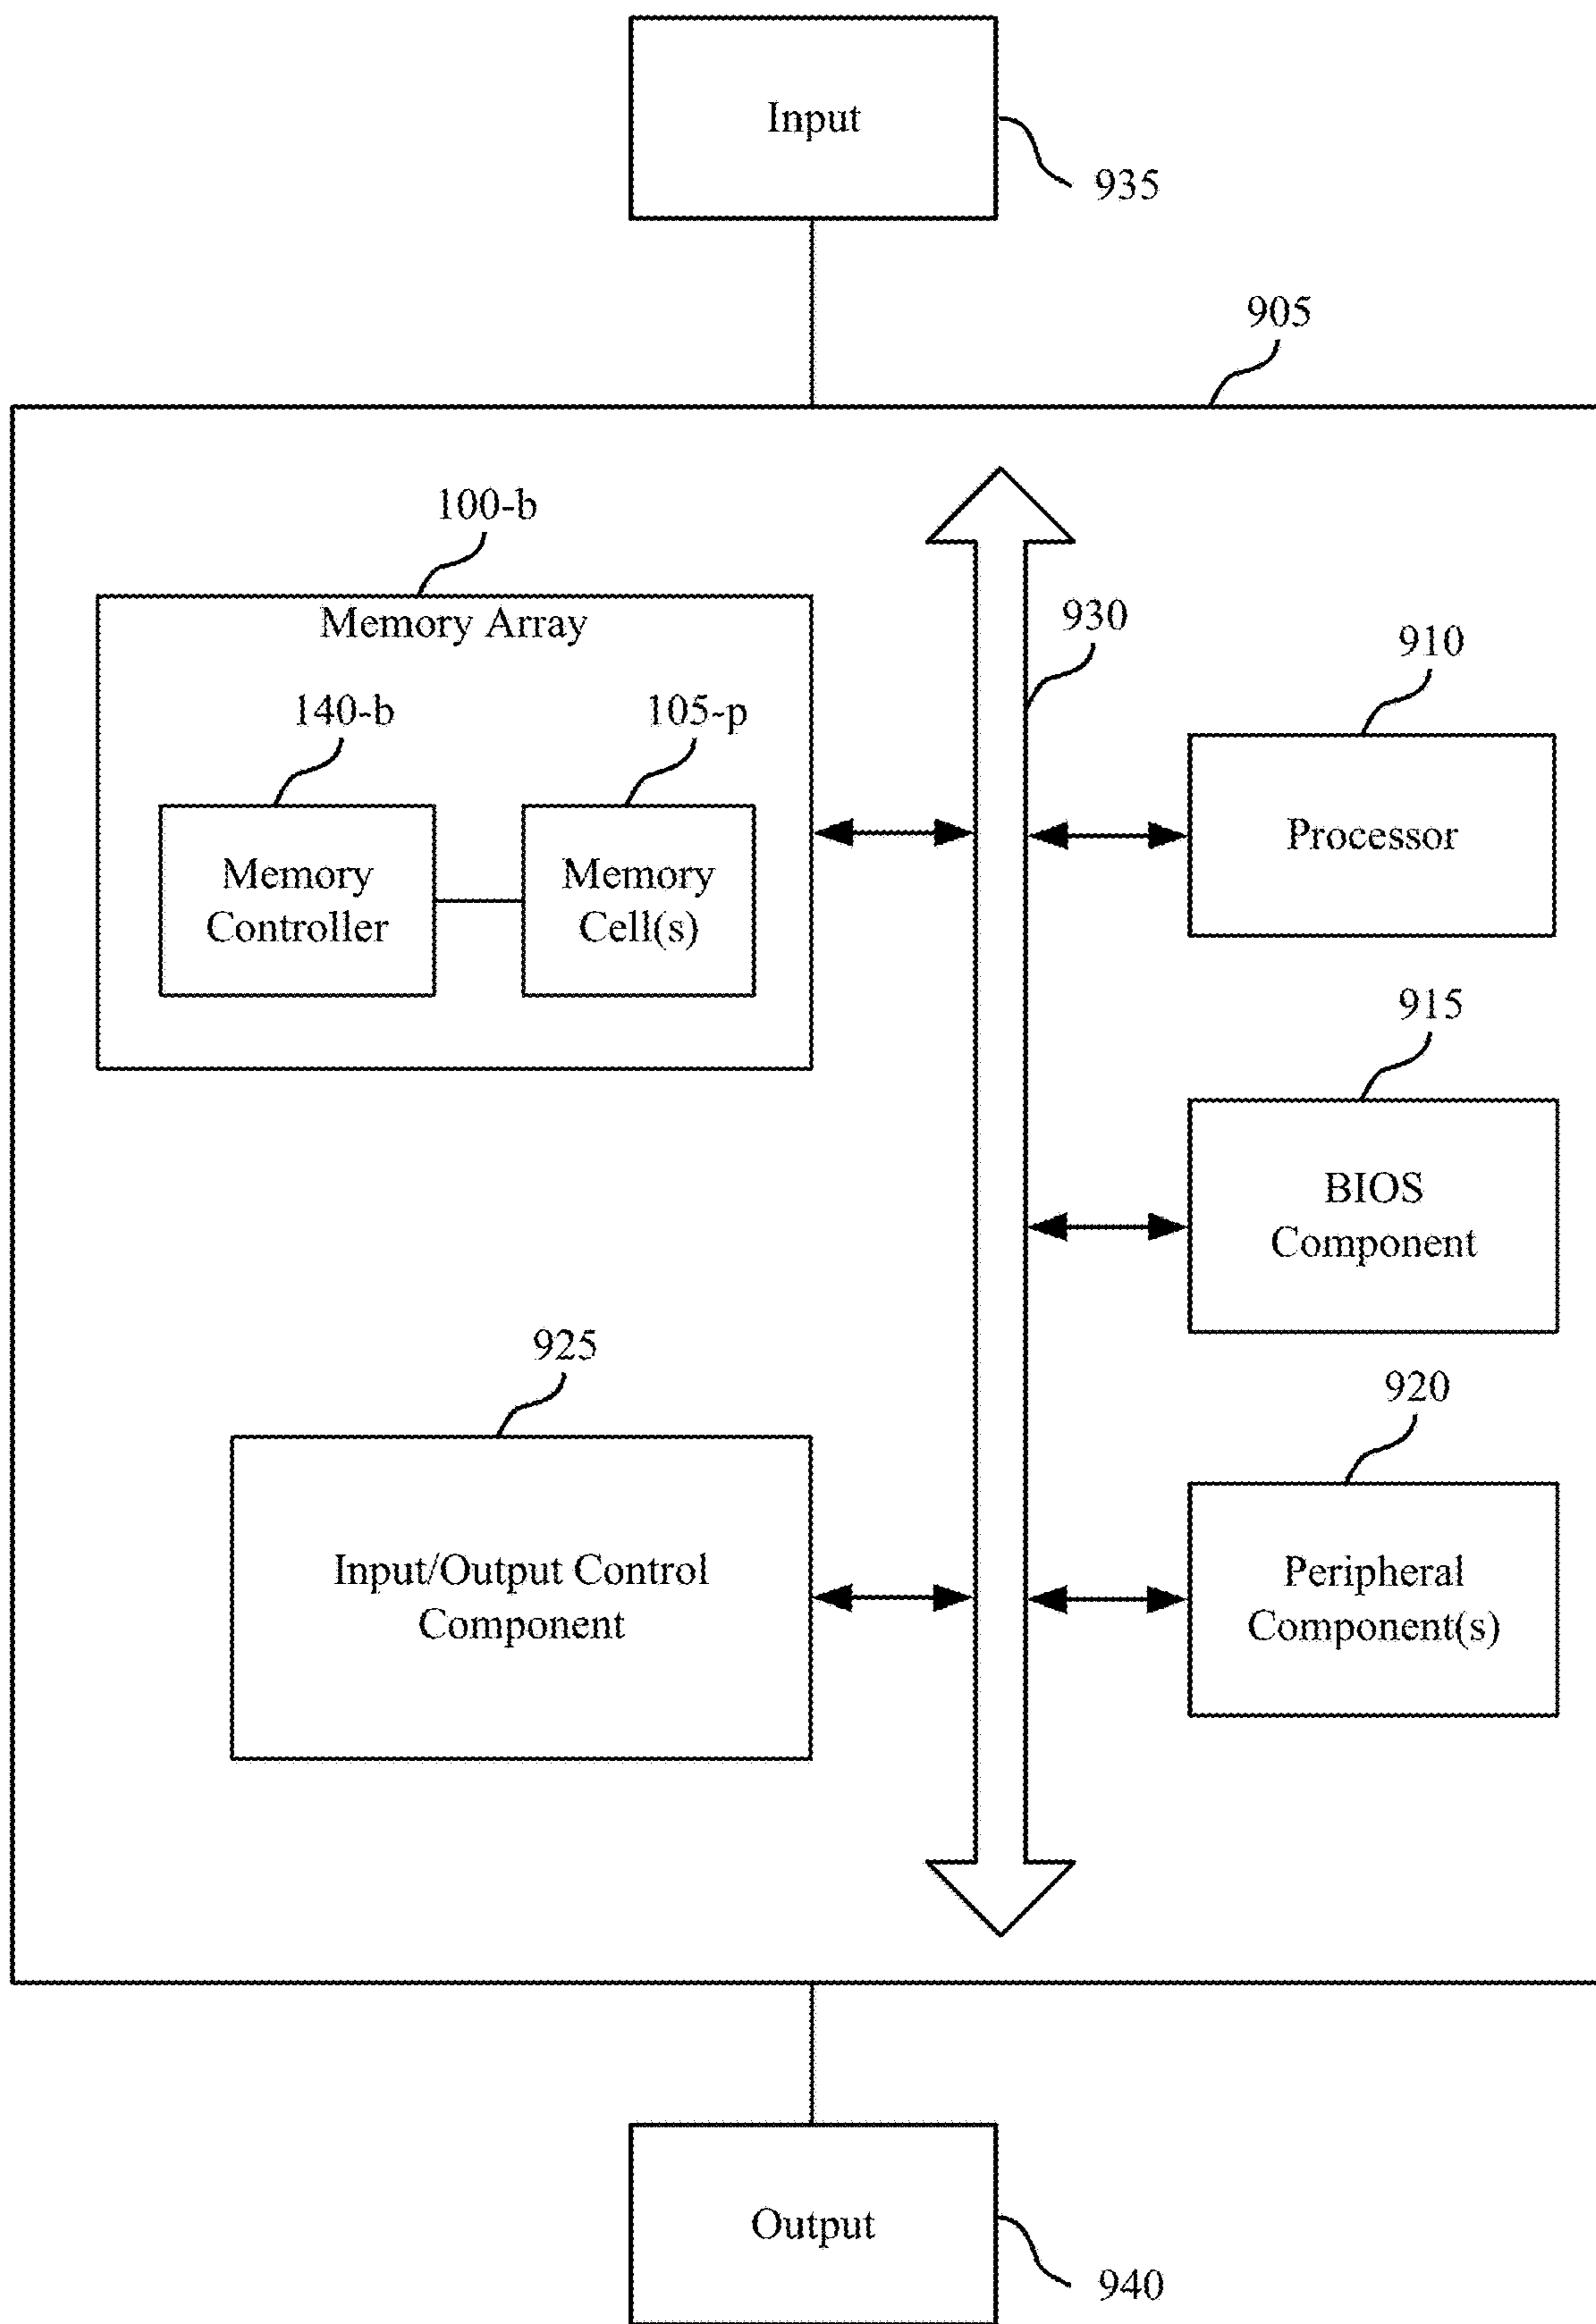 Input
935
905
100-b
Memory Array
930
910
140-b
105-p
Processor
Memory
Controller
Memory
Cell(s)
915
BIOS
Component
925
920
Input/Output Control
Component
Peripheral
Component(s)
Output
940